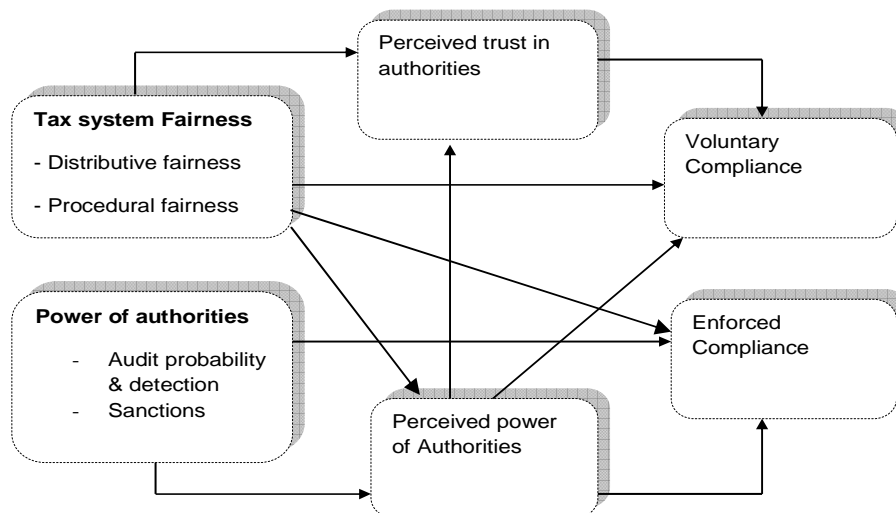 Perceived trust in
authorities
Tax system Fairness
- Distributive fairness
- Procedural fairness
Voluntary
Compliance
Power of authorities
- Audit probability
& detection
- Sanctions
Enforced
Compliance
Perceived power
of Authorities